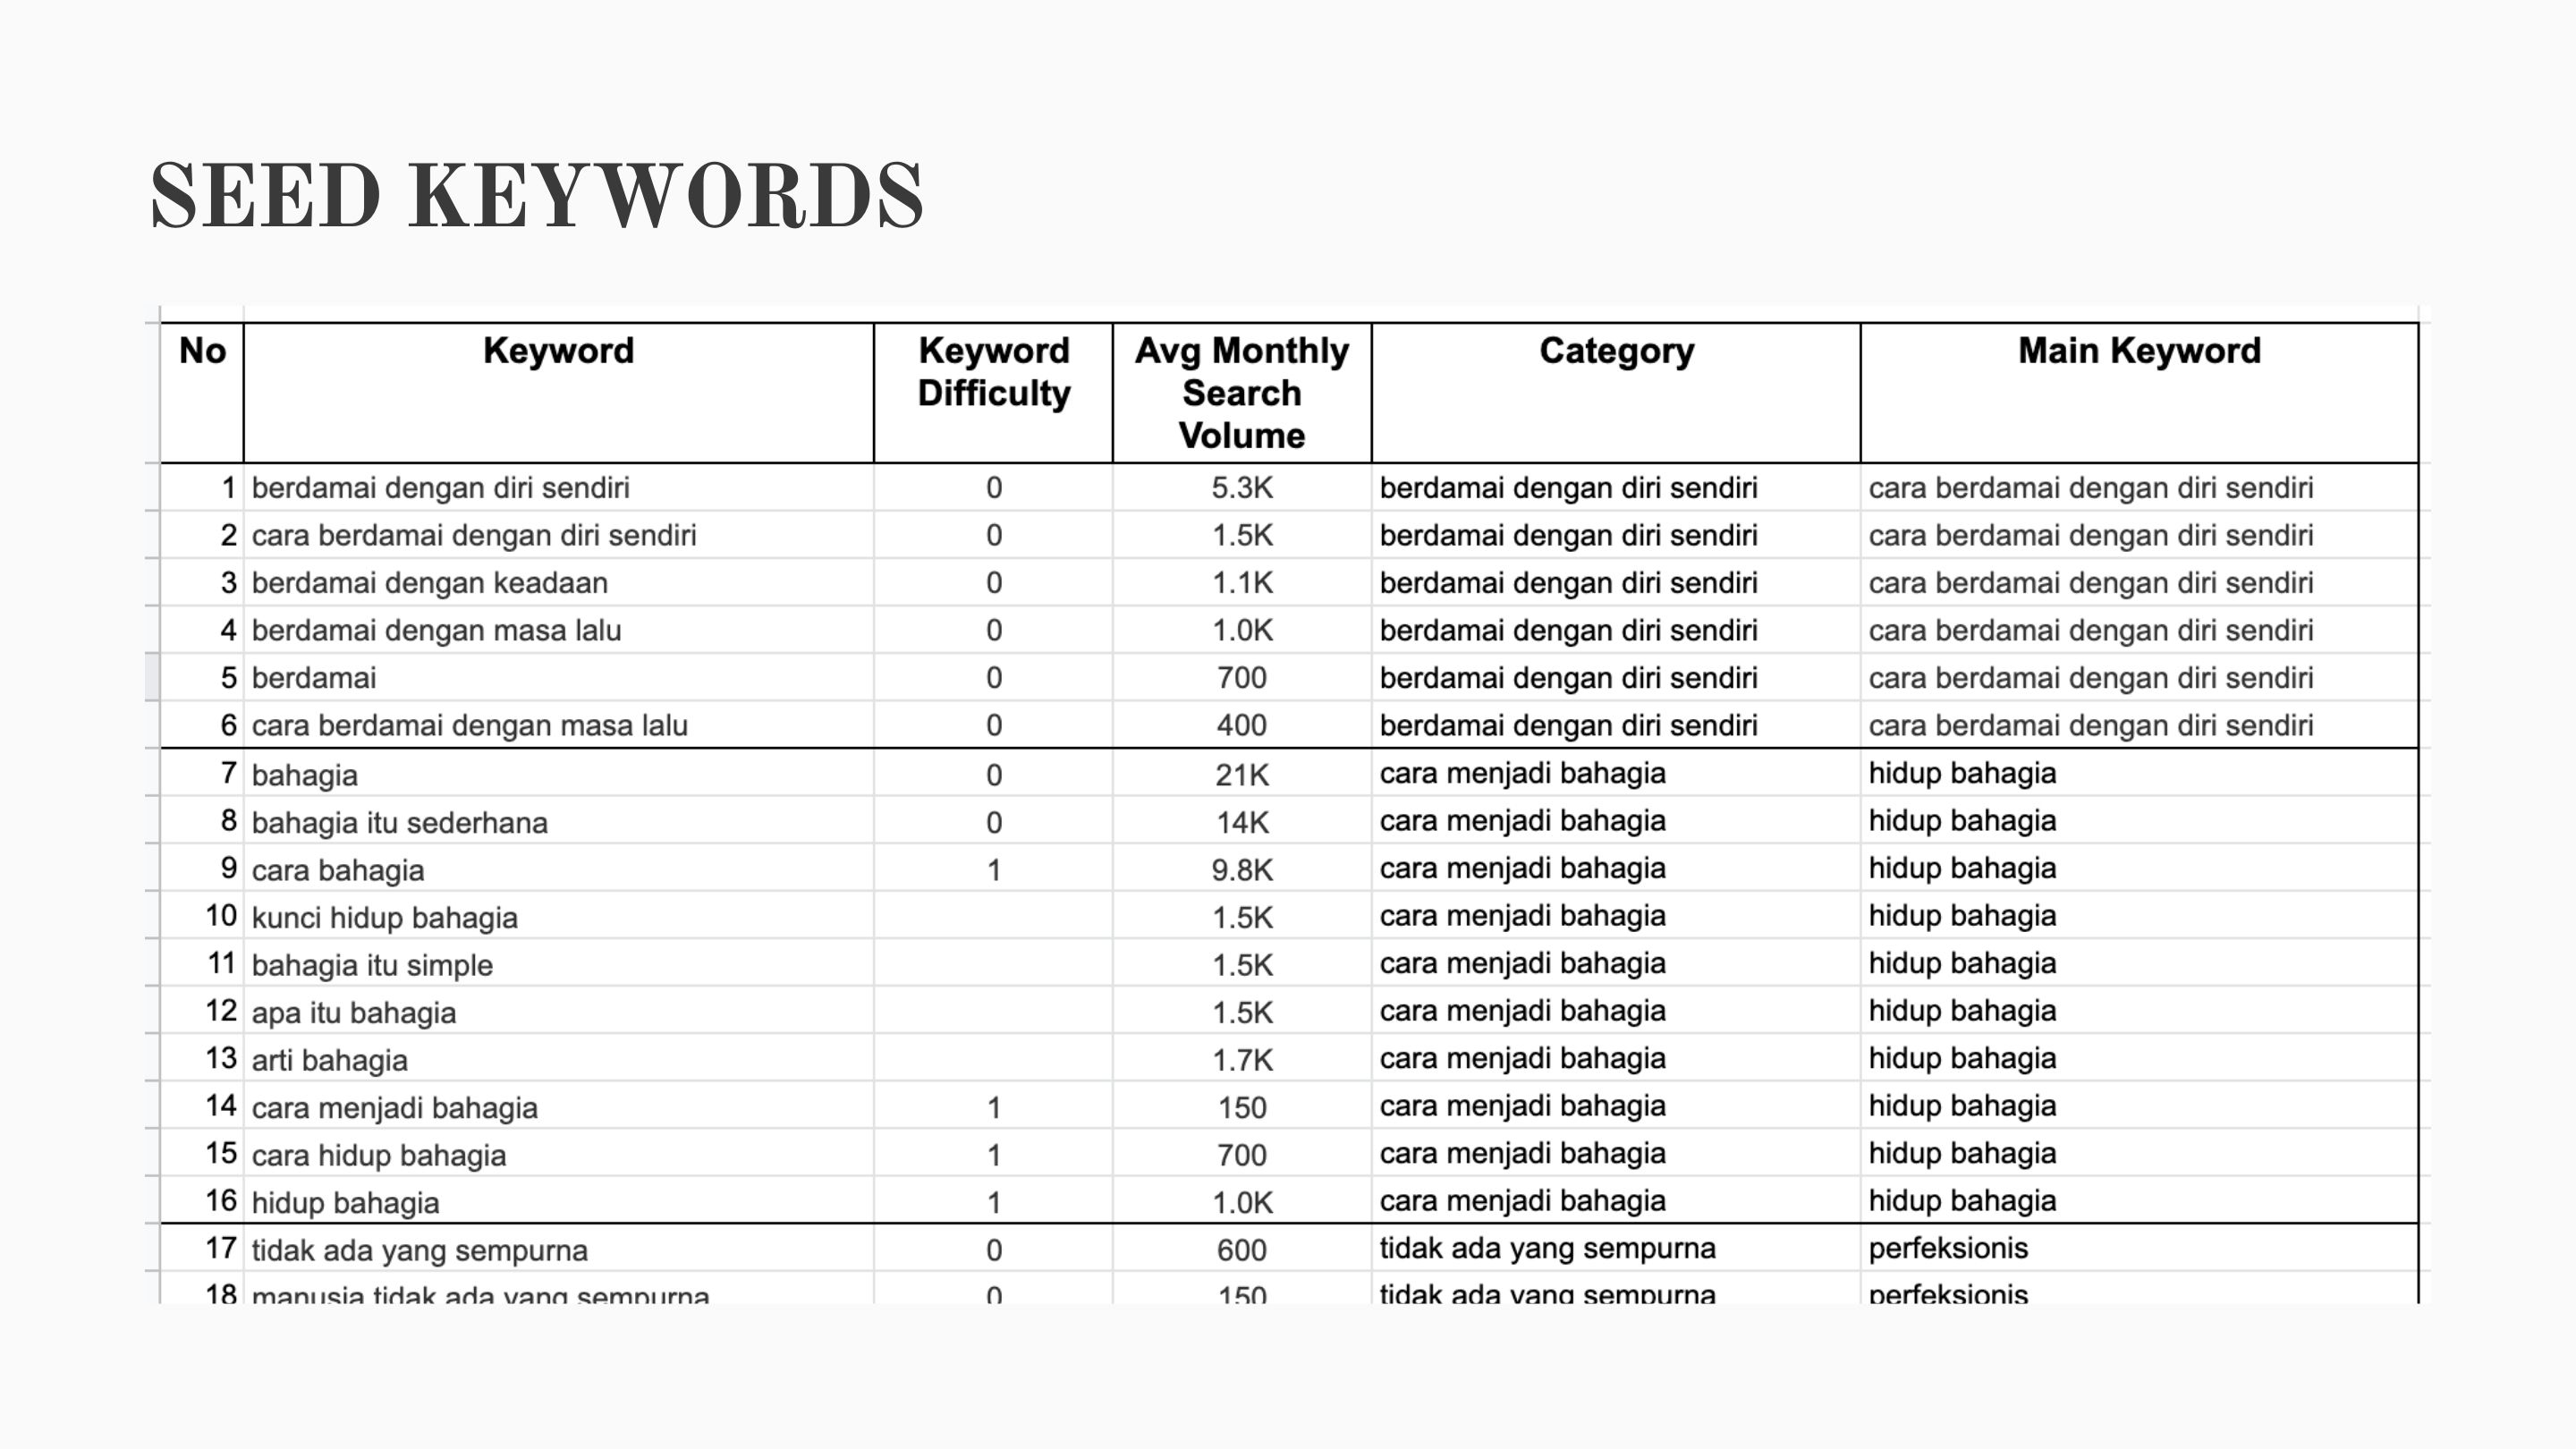 SEED KEYWORDS
No Keyword Keyword Difficulty Avg Monthly Search Volume Category Main Keyword
1 berdamai dengan diri sendiri 0 5.3K berdamai dengan diri sendiri cara berdamai dengan diri sendiri
2 cara berdamai dengan diri sendiri 0 1.5K berdamai dengan diri sendiri cara berdamai dengan diri sendiri
3 berdamai dengan keadaan 0 1.1K berdamai dengan diri sendiri cara berdamai dengan diri sendiri
4 berdamai dengan masa lalu 0 1.0K berdamai dengan diri sendiri cara berdamai dengan diri sendiri
5 berdamai 0 700 berdamai dengan diri sendiri cara berdamai dengan diri sendiri
6 cara berdamai dengan masa lalu 0 400 berdamai dengan diri sendiri cara berdamai dengan diri sendiri
7 bahagia 0 21K cara menjadi bahagia hidup bahagia
8 bahagia itu sederhana 0 14K cara menjadi bahagia hidup bahagia
9 cara bahagia 1 9.8K cara menjadi bahagia hidup bahagia
10 kunci hidup bahagia 1.5K cara menjadi bahagia hidup bahagia
11 bahagia itu simple 1.5K cara menjadi bahagia hidup bahagia
12 apa itu bahagia 1.5K cara menjadi bahagia hidup bahagia
13 arti bahagia 1.7K cara menjadi bahagia hidup bahagia
14 cara menjadi bahagia 1 150 cara menjadi bahagia hidup bahagia
15 cara hidup bahagia 1 700 cara menjadi bahagia hidup bahagia
16 hidup bahagia 1 1.0K cara menjadi bahagia hidup bahagia
17 tidak ada yang sempurna 0 600 tidak ada yang sempurna perfeksionis
18 manusia tidak ada yang sempurna 0 150 tidak ada yang sempurna perfeksionis